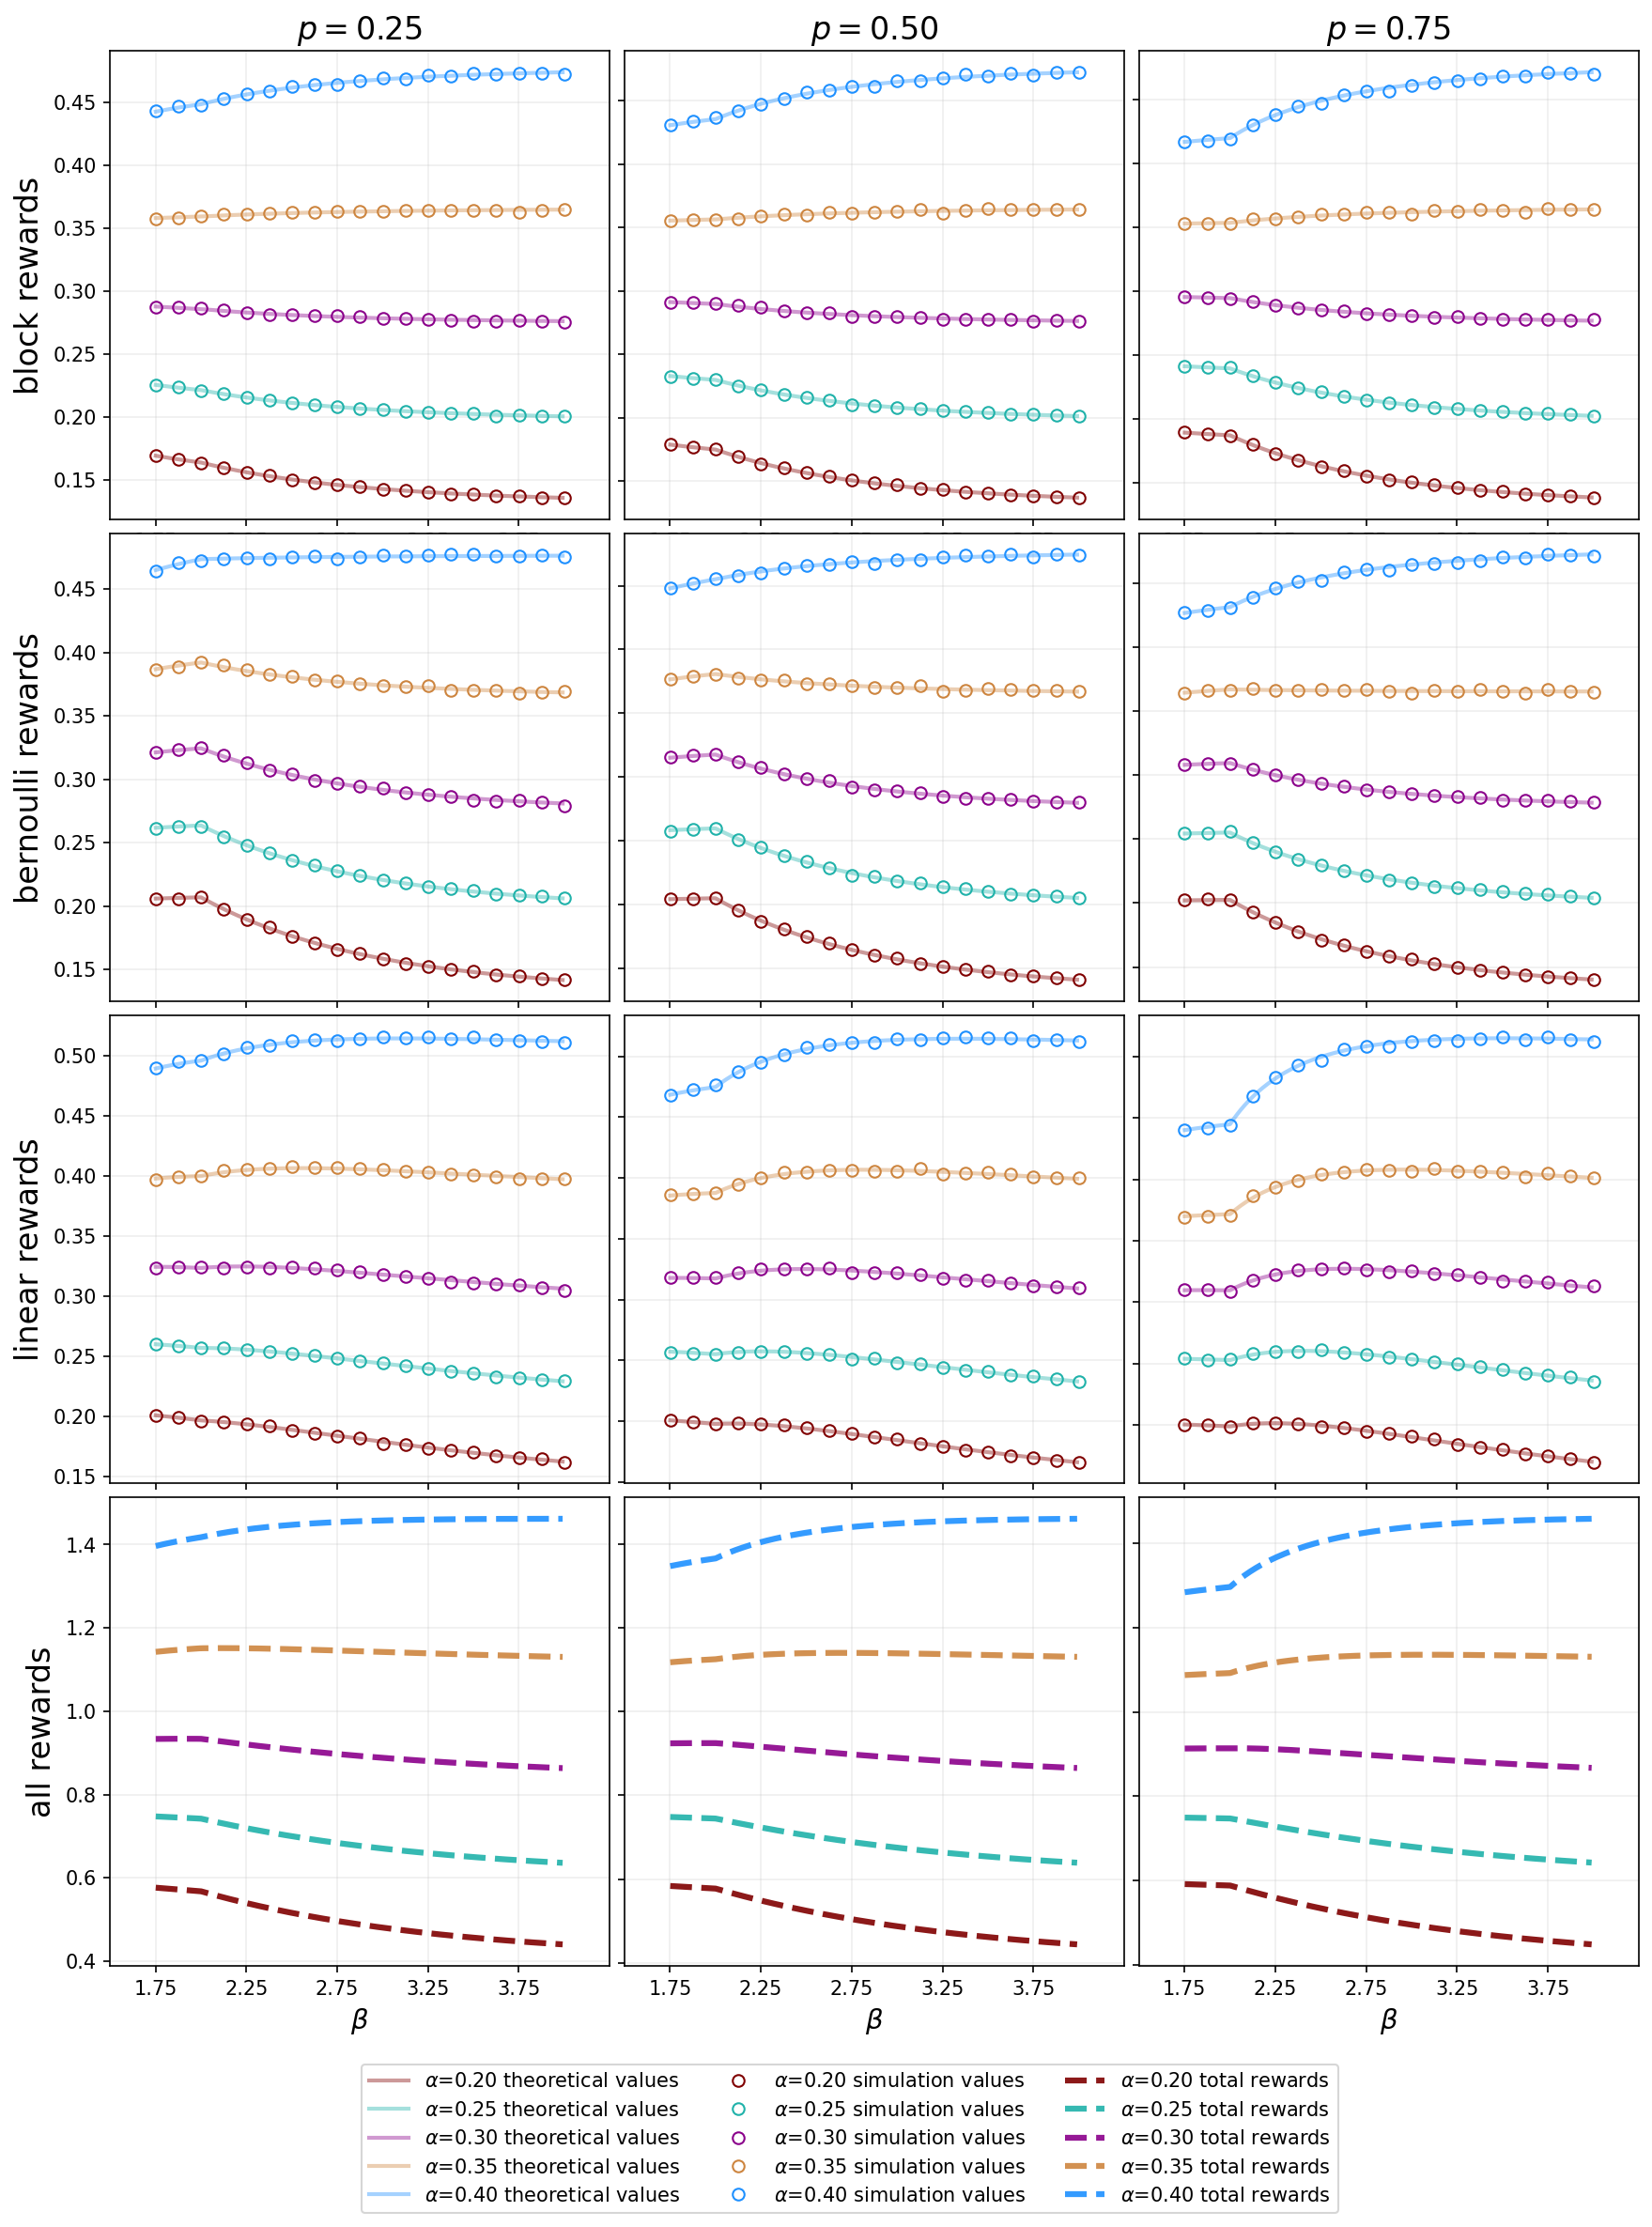 p = 0.25
p = 0.50
p = 0.75
block rewards
0.45
0.40
0.35
0.30
0.25
0.20
0.15
bernoulli rewards
0.45
0.40
0.35
0.30
0.25
0.20
0.15
linear rewards
0.50
0.45
0.40
0.35
0.30
0.25
0.20
0.15
all rewards
1.4
1.2
1.0
0.8
0.6
0.4
1.75 2.25 2.75 3.25 3.75
1.75 2.25 2.75 3.25 3.75
1.75 2.25 2.75 3.25 3.75
β
β
β
α=0.20 theoretical values
α=0.25 theoretical values
α=0.30 theoretical values
α=0.35 theoretical values
α=0.40 theoretical values
α=0.20 simulation values
α=0.25 simulation values
α=0.30 simulation values
α=0.35 simulation values
α=0.40 simulation values
α=0.20 total rewards
α=0.25 total rewards
α=0.30 total rewards
α=0.35 total rewards
α=0.40 total rewards